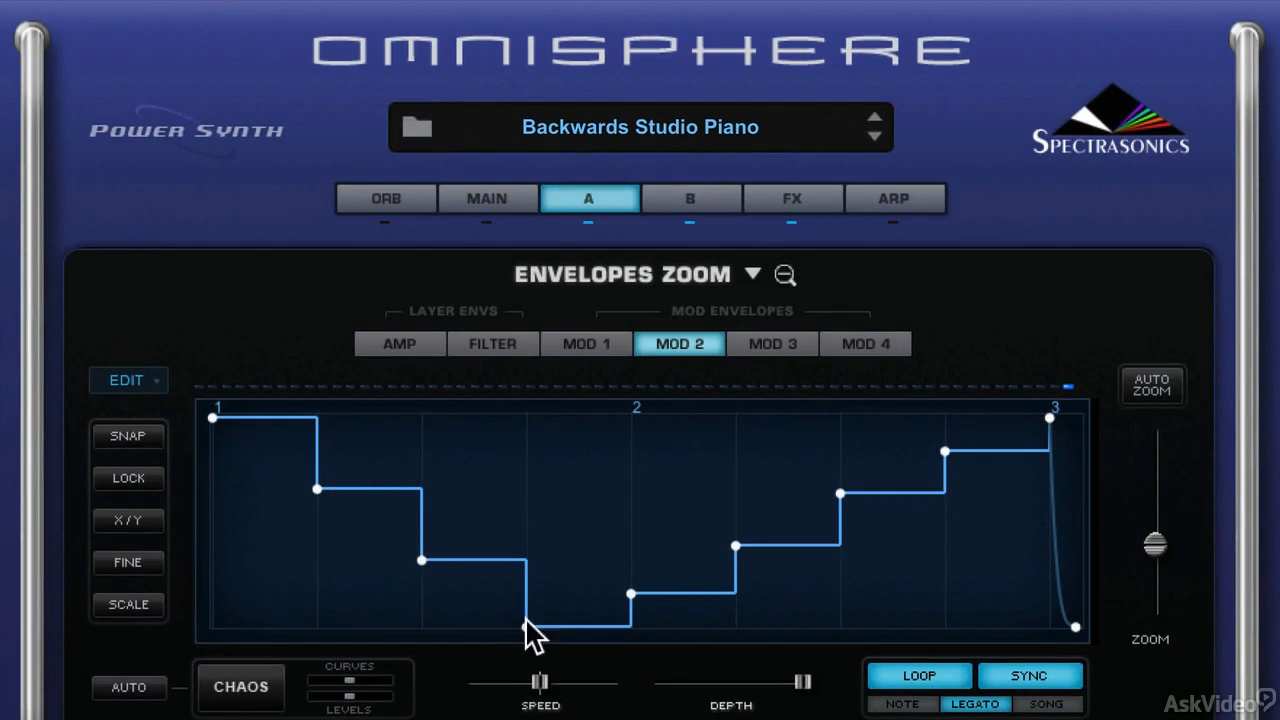 OMNISPHERE
POWER SYNTH
Backwards Studio Piano
SPECTRASONICS
ORB MAIN A B FX ARP
ENVELOPES ZOOM
LAYER ENVS MOD ENVELOPES
AMP FILTER MOD 1 MOD 2 MOD 3 MOD 4
EDIT
AUTO
ZOOM
1 2 3
SNAP
LOCK
X/Y
FINE
SCALE
ZOOM
AUTO
CHAOS
CURVES
LEVELS
SPEED
DEPTH
LOOP SYNC
NOTE LEGATO SONG
AskVideo